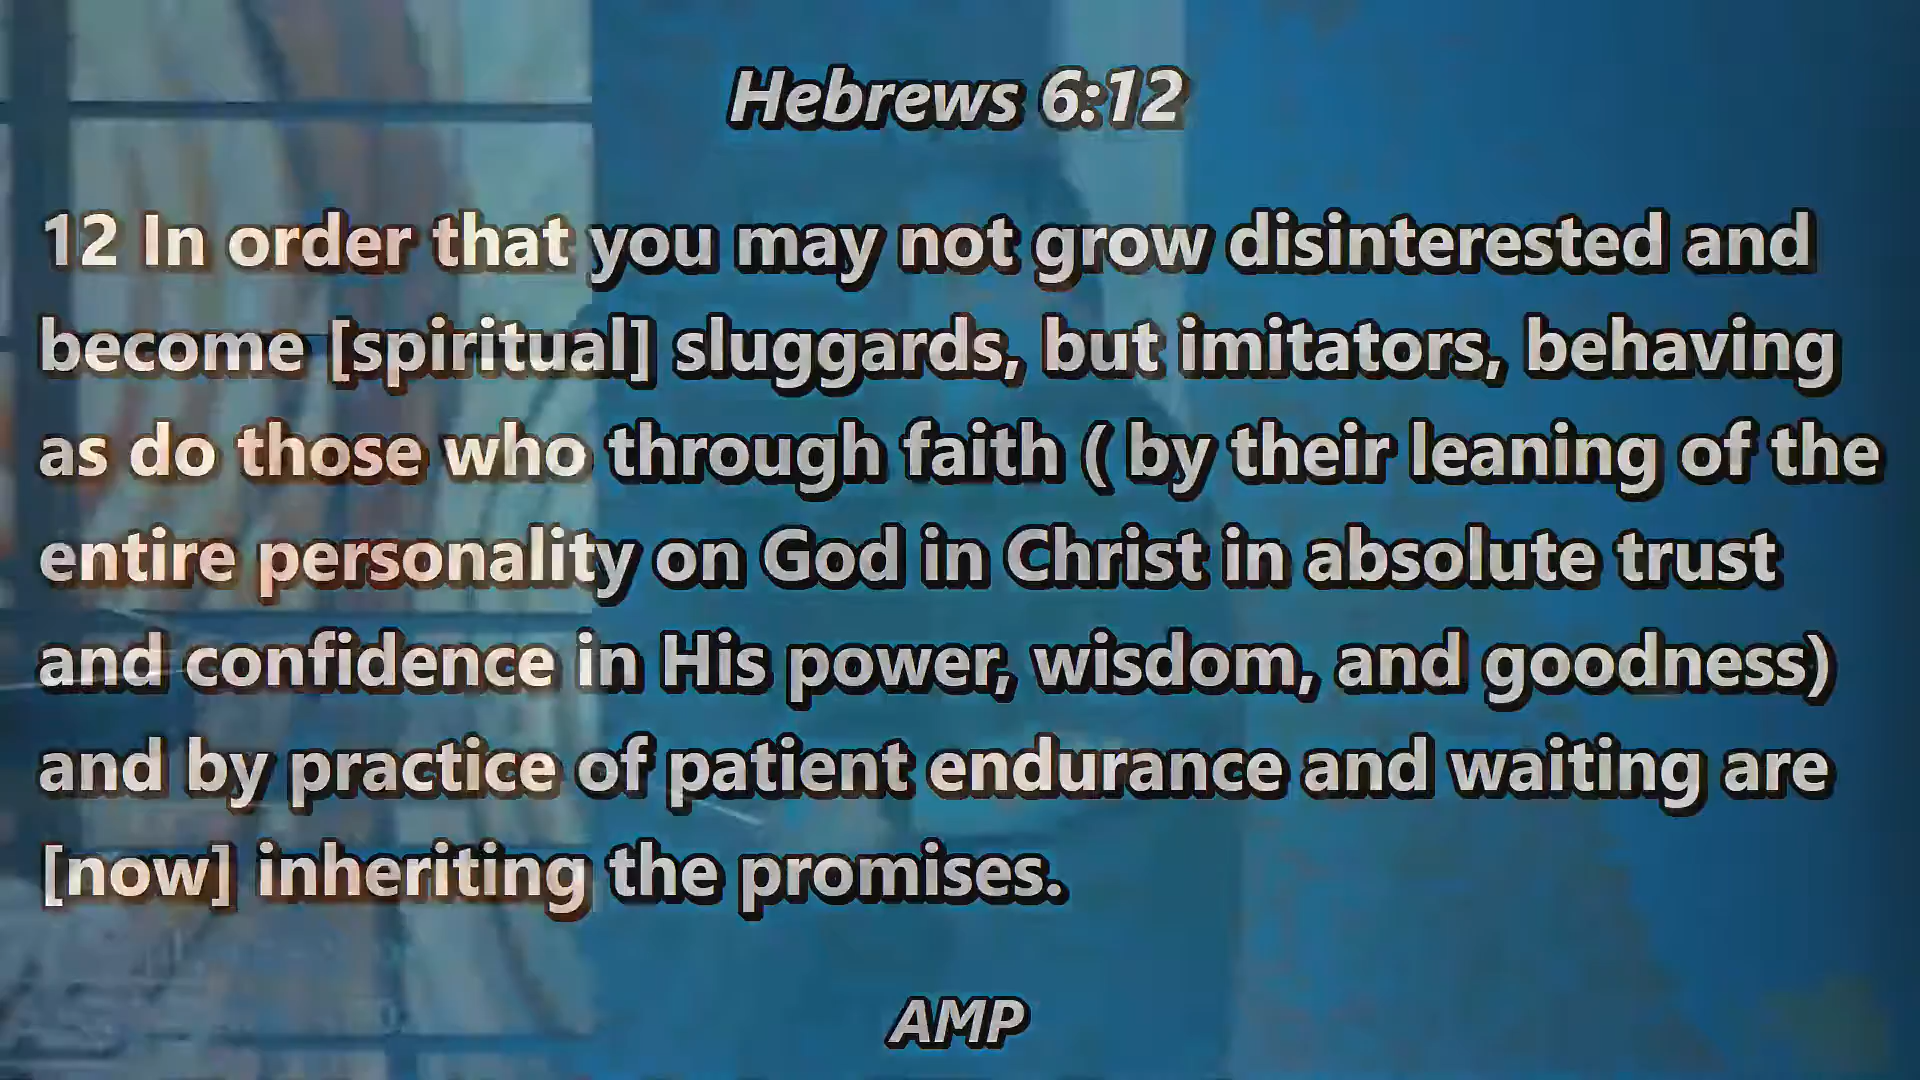 Hebrews 6:12
12 In order that you may not grow disinterested and
become [spiritual] sluggards, but imitators, behaving
as do those who through faith ( by their leaning of the
entire personality on God in Christ in absolute trust
and confidence in His power, wisdom, and goodness)
and by practice of patient endurance and waiting are
[now] inheriting the promises.
AMP